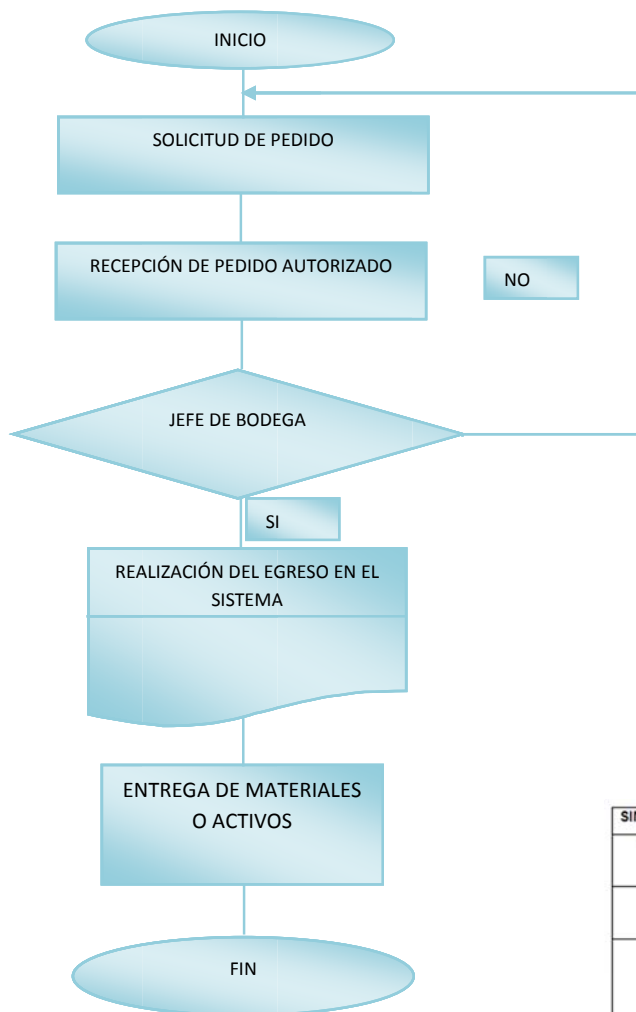 INICIO
SOLICITUD DE PEDIDO
RECEPCIÓN DE PEDIDO AUTORIZADO
NO
JEFE DE BODEGA
SI
REALIZACIÓN DEL EGRESO EN EL
SISTEMA
ENTREGA DE MATERIALES
O ACTIVOS
FIN